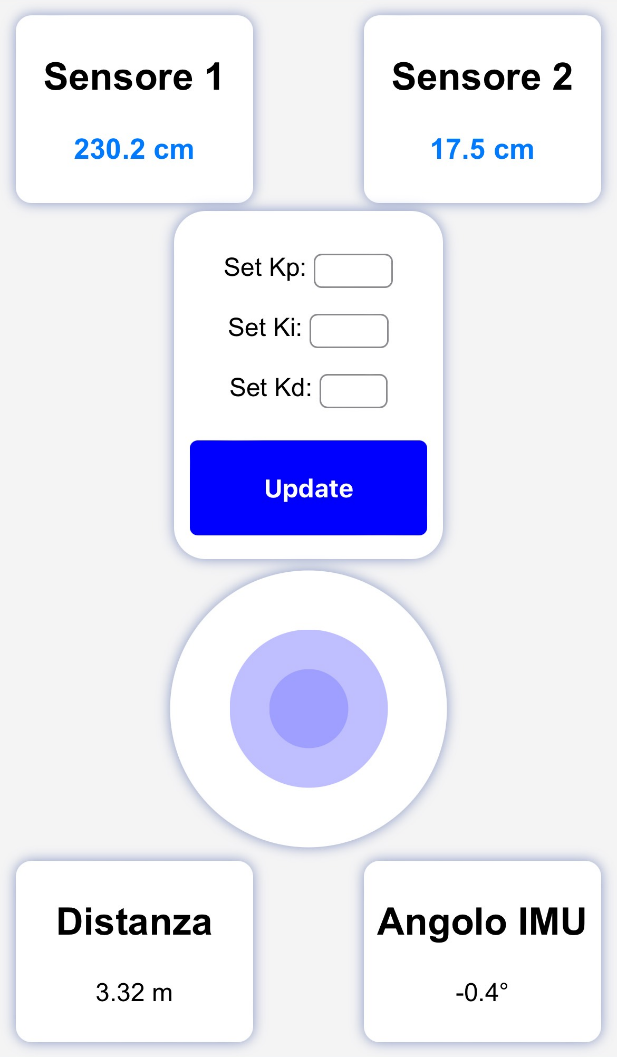 Sensore 1
230.2 cm
Sensore 2
17.5 cm
Set Kp:
Set Ki:
Set Kd:
Update
Distanza
3.32 m
Angolo IMU
-0.4°